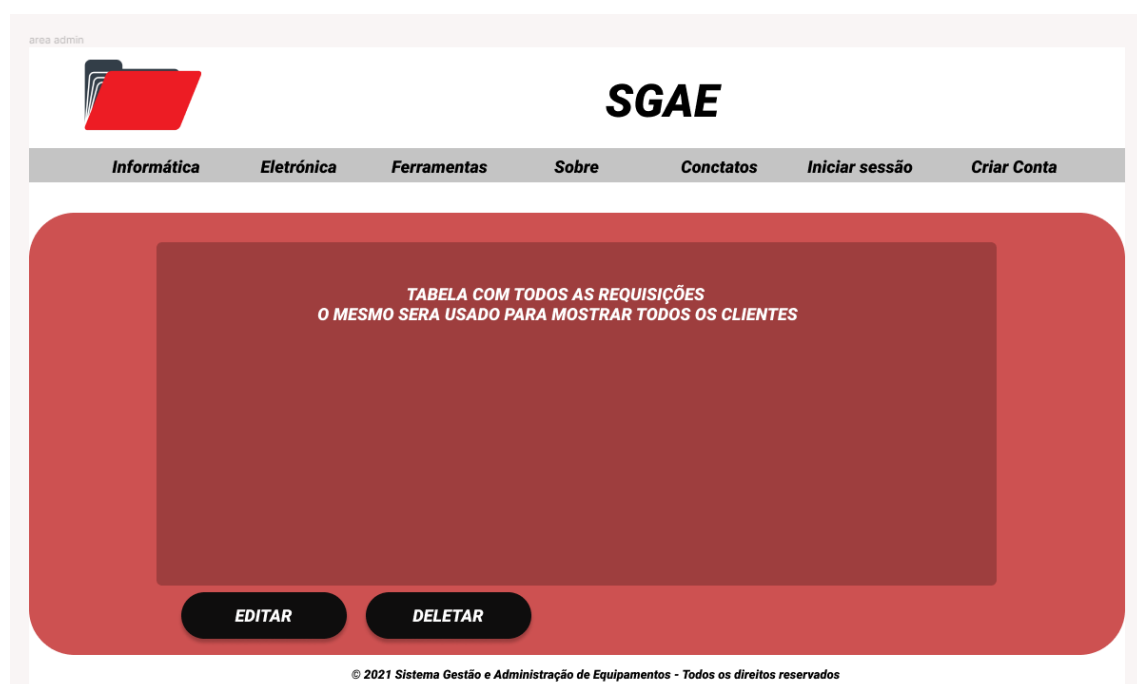 area admin
SGAE
Informática Eletrónica Ferramentas Sobre Conctatos Iniciar sessão Criar Conta
TABELA COM TODOS AS REQUISIÇÕES
O MESMO SERA USADO PARA MOSTRAR TODOS OS CLIENTES
EDITAR DELETAR
© 2021 Sistema Gestão e Administração de Equipamentos - Todos os direitos reservados